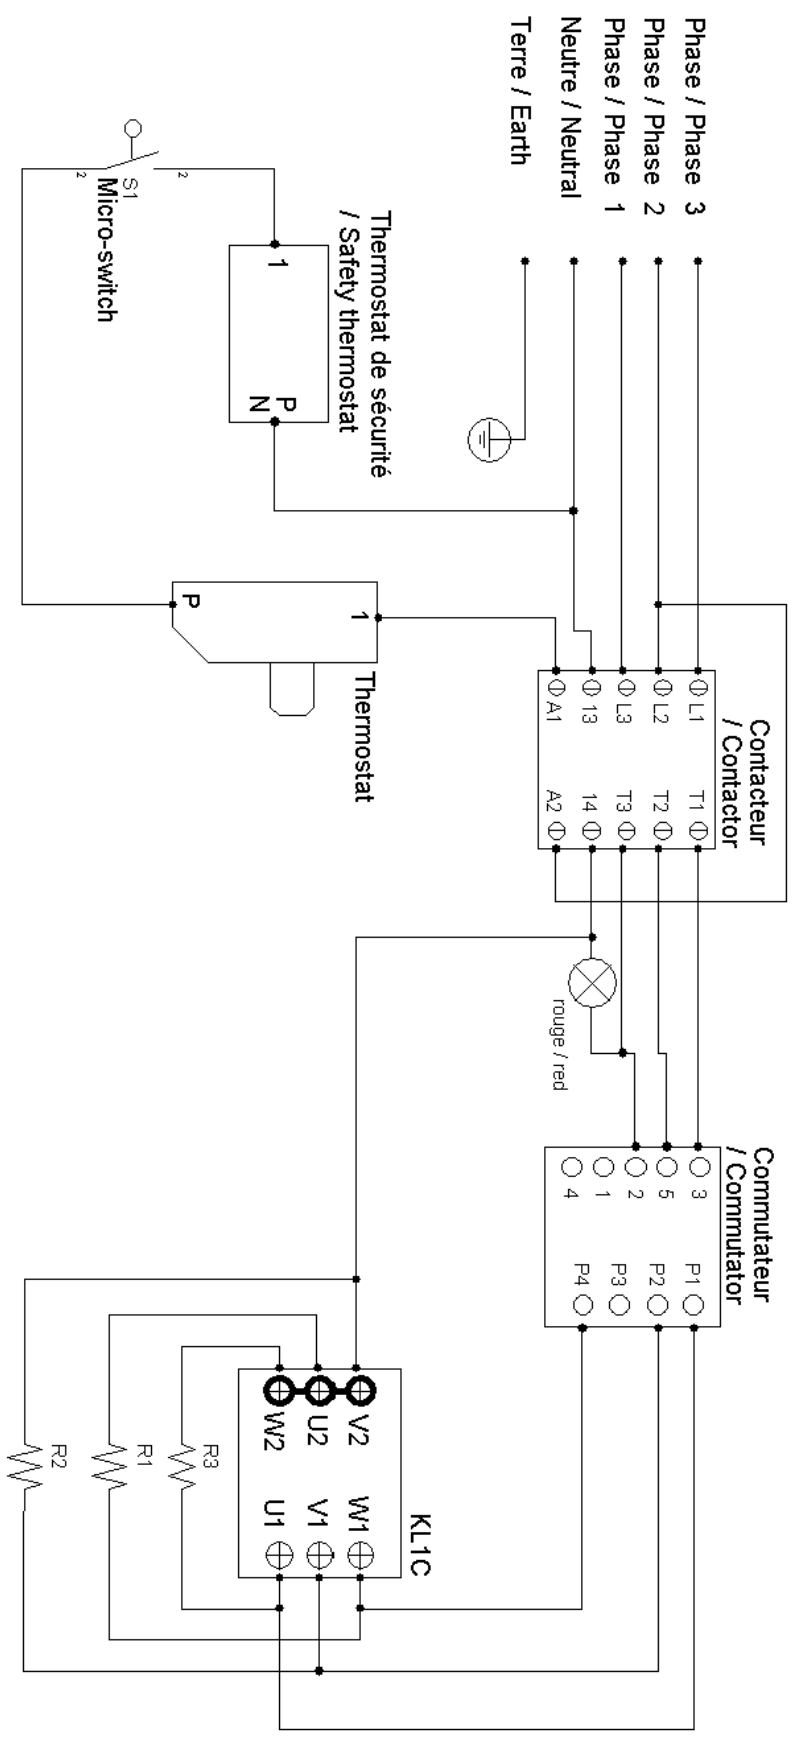 Phase / Phase 3
Phase / Phase 2
Phase / Phase 1
Neutre / Neutral
Terre / Earth
Contacteur
/ Contactor
L1
L2
L3
13
A1
T1
T2
T3
14
A2
Commutateur
/ Commutator
3
5
2
1
4
P1
P2
P3
P4
rouge / red
Thermostat de sécurité
/ Safety thermostat
1
P
N
Thermostat
1
P
2
S1
2
Micro-switch
KL1C
V2
U2
W2
W1
V1
U1
R3
R1
R2